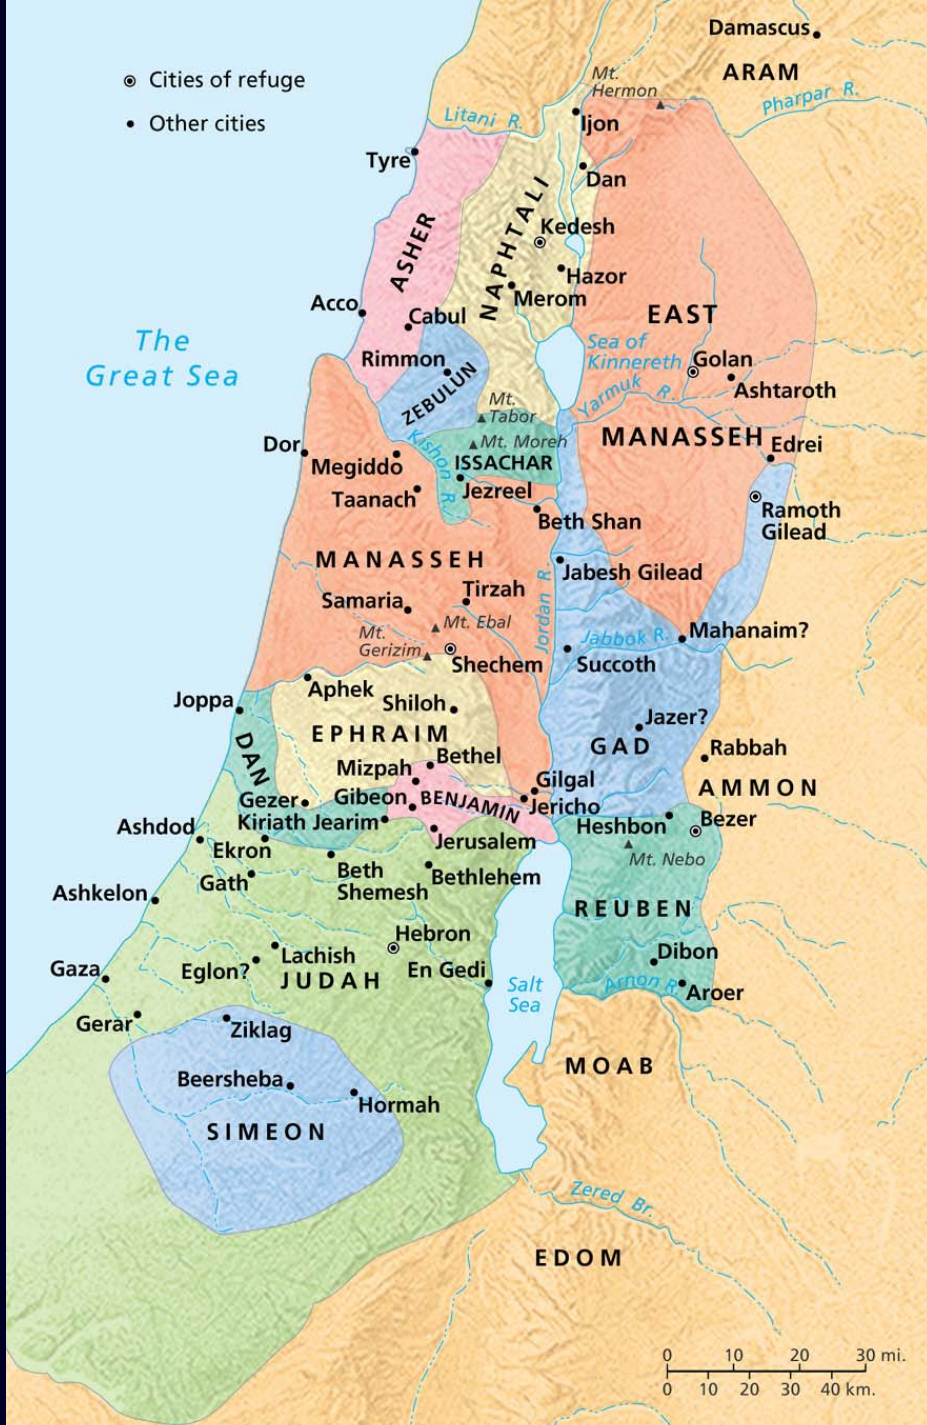 Damascus
ARAM
Cities of refuge
Mt.
Hermon
Pharpar R.
Other cities
Litani R.
Ijon
Tyre
Dan
NAPHTALI
ASHER
Kedesh
Hazor
Merom
Acco
Cabul
EAST
The
Great Sea
Sea of
Kinnereth
Rimmon
Golan
ZEBULUN
Yarmuk R.
Ashtaroth
Mt.
Tabor
MANASSEH
Dor
Kishon R.
Mt. Moreh
Edrei
Megiddo
ISSACHAR
Taanach
Jezreel
Ramoth
Gilead
Beth Shan
MANASSEH
Jabesh Gilead
Tirzah
Samaria
Jordan R.
Mt. Ebal
Mt.
Gerizim
Jabbok R.
Mahanaim?
Shechem
Succoth
Aphek
Joppa
Shiloh
Jazer?
EPHRAIM
DAN
GAD
Rabbah
Bethel
Mizpah
Gilgal
AMMON
Gezer
Gibeon
BENJAMIN
Jericho
Kiriath Jearim
Heshbon
Bezer
Ashdod
Jerusalem
Ekron
Mt. Nebo
Beth
Shemesh
Gath
Bethlehem
Ashkelon
REUBEN
Hebron
Lachish
Dibon
Gaza
Eglon?
En Gedi
JUDAH
Salt
Sea
Arnon R.
Aroer
Gerar
Ziklag
MOAB
Beersheba
Hormah
SIMEON
Zered Br.
EDOM
0 10 20 30 mi.
0 10 20 30 40 km.